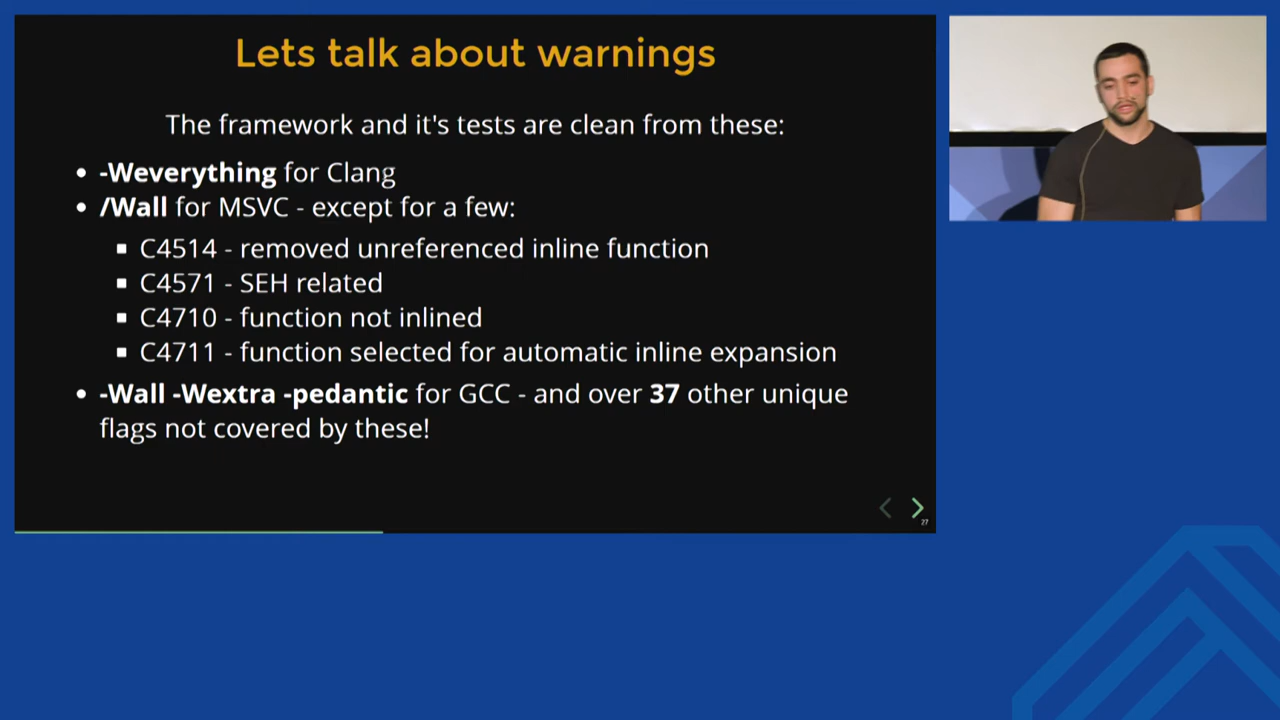 Lets talk about warnings
The framework and it's tests are clean from these:
-Weverything for Clang
/Wall for MSVC - except for a few:
C4514 - removed unreferenced inline function
C4571 - SEH related
C4710 - function not inlined
C4711 - function selected for automatic inline expansion
-Wall -Wextra -pedantic for GCC - and over 37 other unique
flags not covered by these!
27